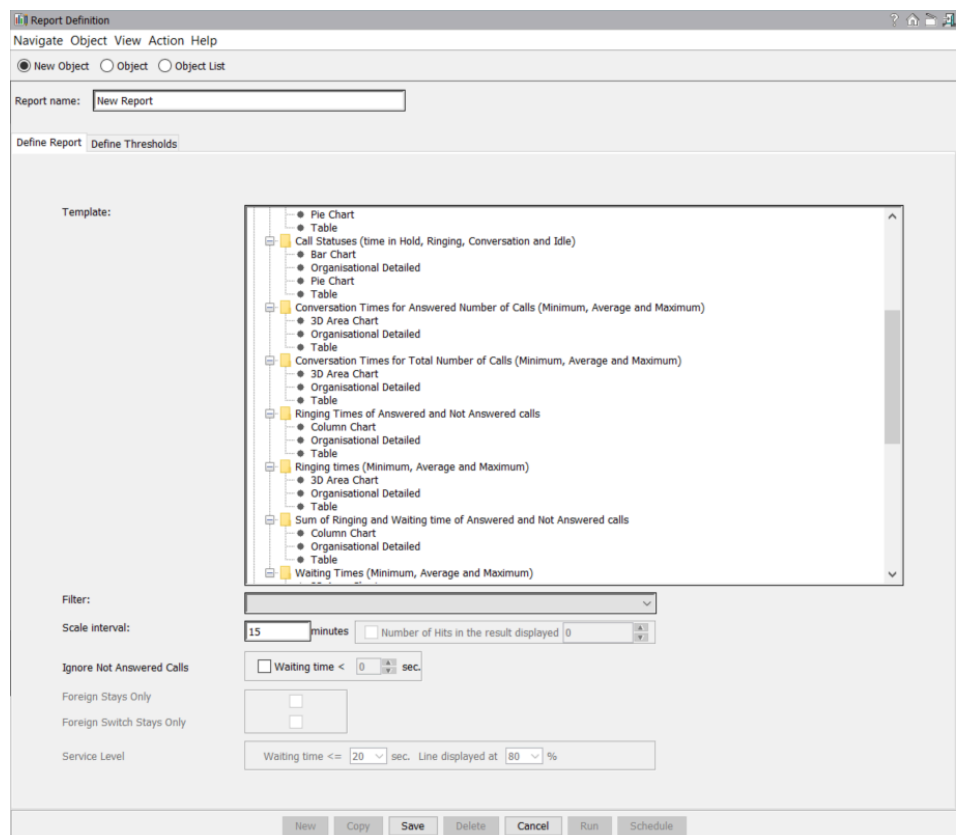 Report Definition
Navigate Object View Action Help
New Object Object Object List
Report name: New Report
Define Report Define Thresholds
Template:
Pie Chart
Table
Call Statuses (time in Hold, Ringing, Conversation and Idle)
Bar Chart
Organisational Detailed
Pie Chart
Table
Conversation Times for Answered Number of Calls (Minimum, Average and Maximum)
3D Area Chart
Organisational Detailed
Table
Conversation Times for Total Number of Calls (Minimum, Average and Maximum)
3D Area Chart
Organisational Detailed
Table
Ringing Times of Answered and Not Answered calls
Column Chart
Organisational Detailed
Table
Ringing times (Minimum, Average and Maximum)
3D Area Chart
Organisational Detailed
Table
Sum of Ringing and Waiting time of Answered and Not Answered calls
Column Chart
Organisational Detailed
Table
Waiting Times (Minimum, Average and Maximum)
Filter:
Scale interval: 15 minutes Number of Hits in the result displayed 0
Ignore Not Answered Calls Waiting time < 0 sec.
Foreign Stays Only
Foreign Switch Stays Only
Service Level Waiting time <= 20 sec. Line displayed at 80 %
New Copy Save Delete Cancel Run Schedule